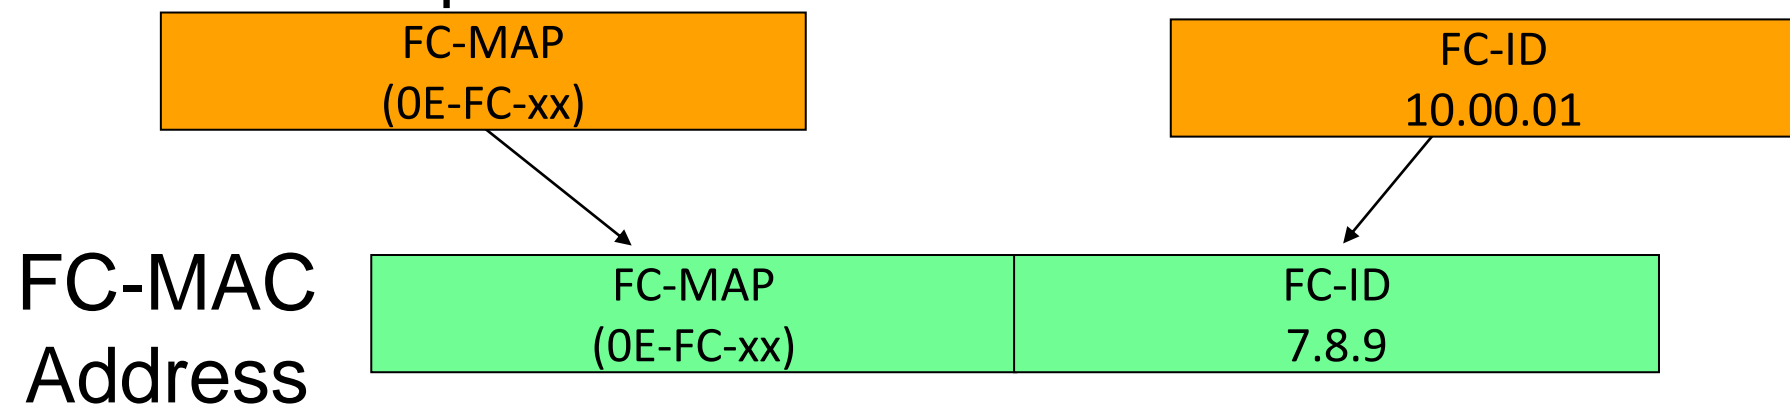 FC-MAP
(0E-FC-xx)
FC-ID
10.00.01
FC-MAC
Address
FC-MAP
(0E-FC-xx)
FC-ID
7.8.9